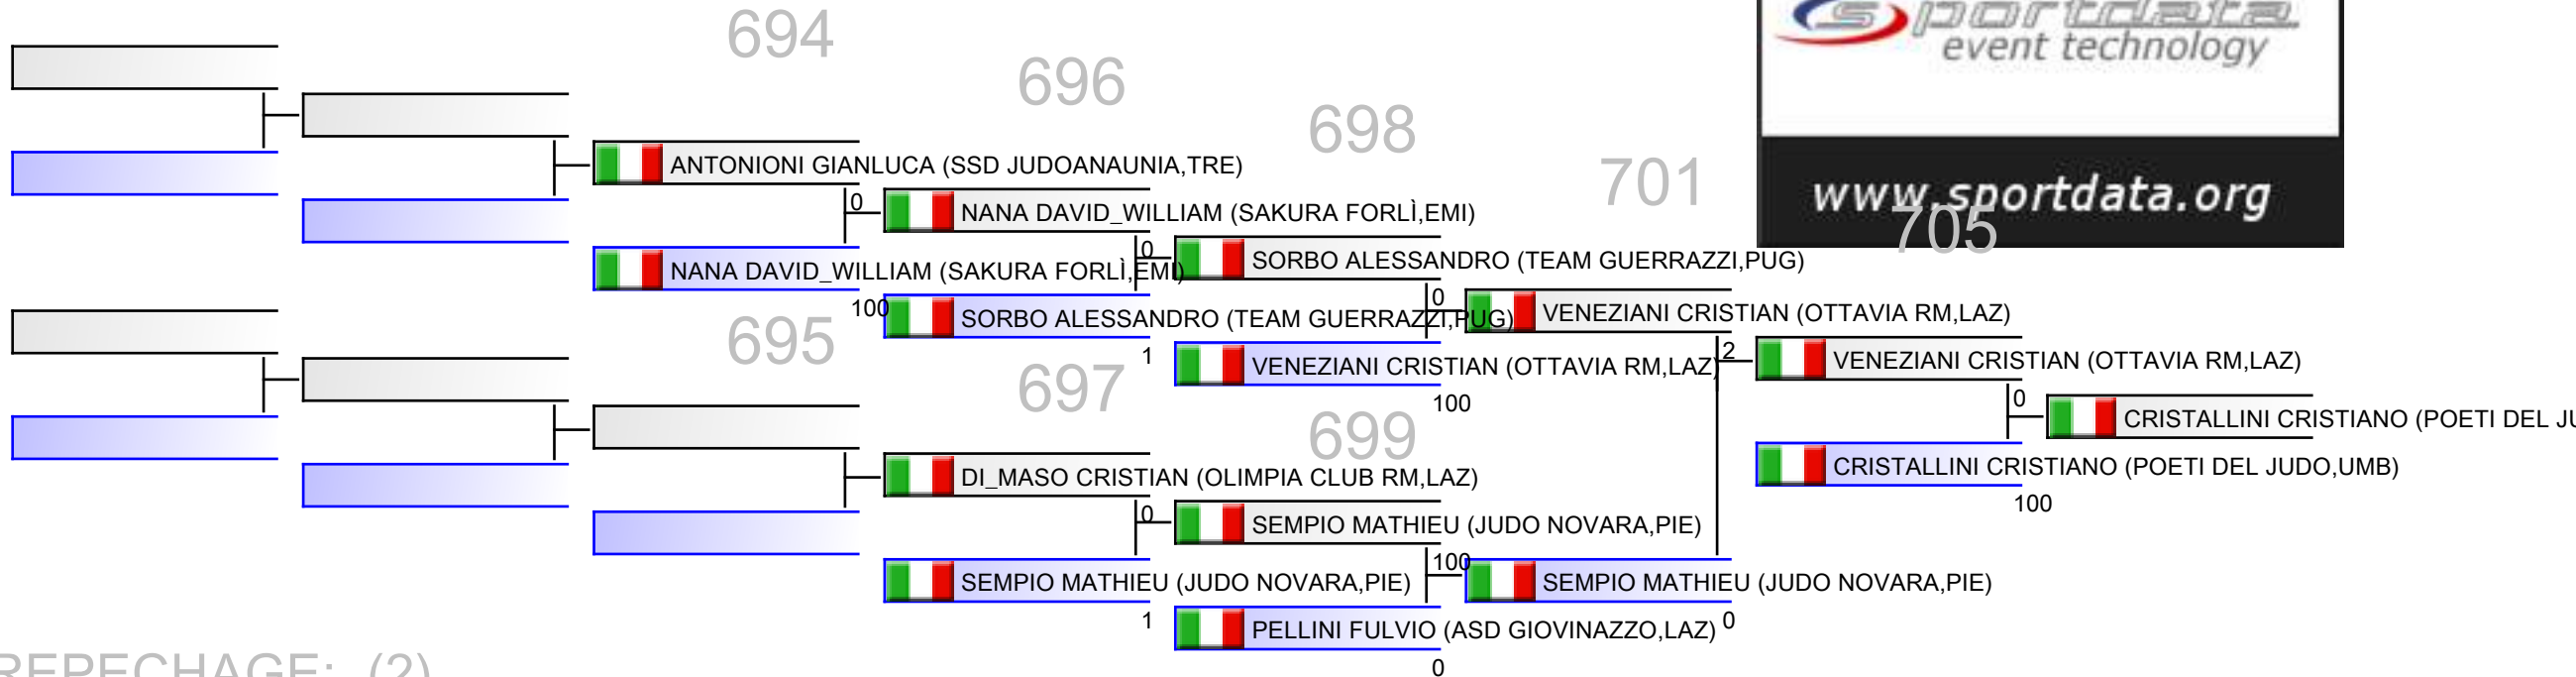 sportdata
event technology
www.sportdata.org
694
696
698
701
705
ANTONIONI GIANLUCA (SSD JUDOANAUNIA,TRE)
0
NANA DAVID_WILLIAM (SAKURA FORLÌ,EMI)
NANA DAVID_WILLIAM (SAKURA FORLÌ,EMI)
100
0
SORBO ALESSANDRO (TEAM GUERRAZZI,PUG)
SORBO ALESSANDRO (TEAM GUERRAZZI,PUG)
1
0
VENEZIANI CRISTIAN (OTTAVIA RM,LAZ)
VENEZIANI CRISTIAN (OTTAVIA RM,LAZ)
100
2
VENEZIANI CRISTIAN (OTTAVIA RM,LAZ)
0
CRISTALLINI CRISTIANO (POETI DEL JU
CRISTALLINI CRISTIANO (POETI DEL JUDO,UMB)
100
695
697
699
DI_MASO CRISTIAN (OLIMPIA CLUB RM,LAZ)
0
SEMPIO MATHIEU (JUDO NOVARA,PIE)
SEMPIO MATHIEU (JUDO NOVARA,PIE)
1
100
SEMPIO MATHIEU (JUDO NOVARA,PIE)
0
PELLINI FULVIO (ASD GIOVINAZZO,LAZ)
0
REPECHAGE: (2)